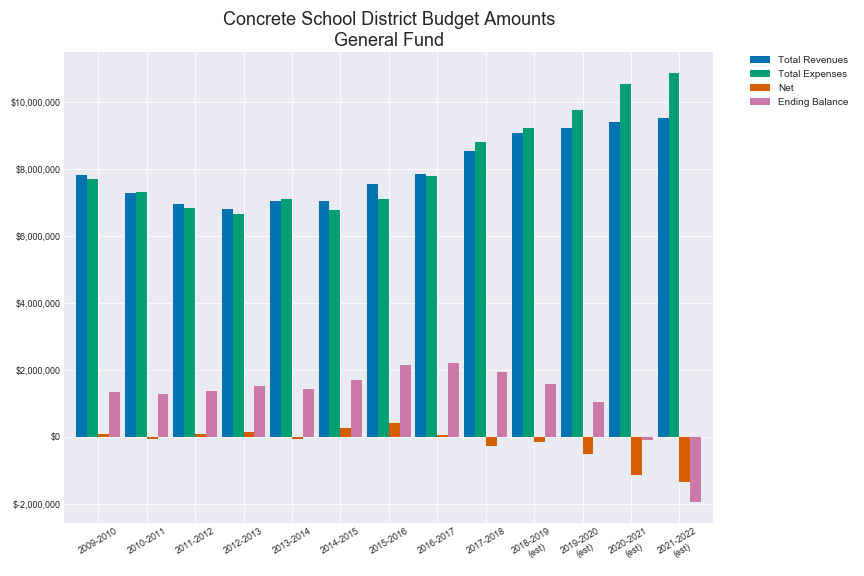 Concrete School District Budget Amounts
General Fund
Total Revenues
Total Expenses
Net
Ending Balance
$10,000,000
$8,000,000
$6,000,000
$4,000,000
$2,000,000
$0
$-2,000,000
2009-2010
2010-2011
2011-2012
2012-2013
2013-2014
2014-2015
2015-2016
2016-2017
2017-2018
2018-2019
(est)
2019-2020
(est)
2020-2021
(est)
2021-2022
(est)